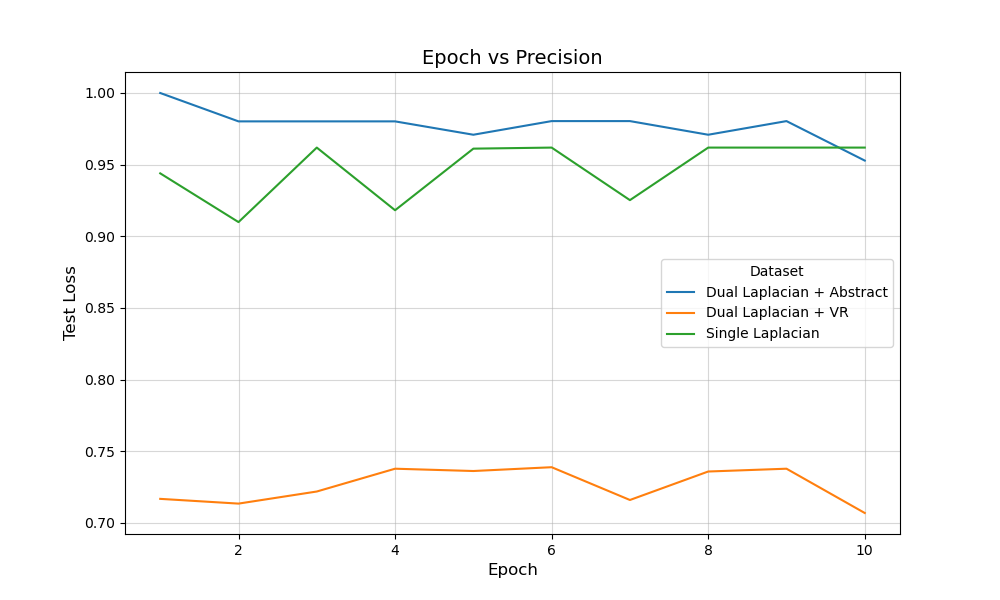 Epoch vs Precision
1.00
0.95
0.90
0.85
0.80
0.75
0.70
Test Loss
Dataset
Dual Laplacian + Abstract
Dual Laplacian + VR
Single Laplacian
2
4
6
8
10
Epoch